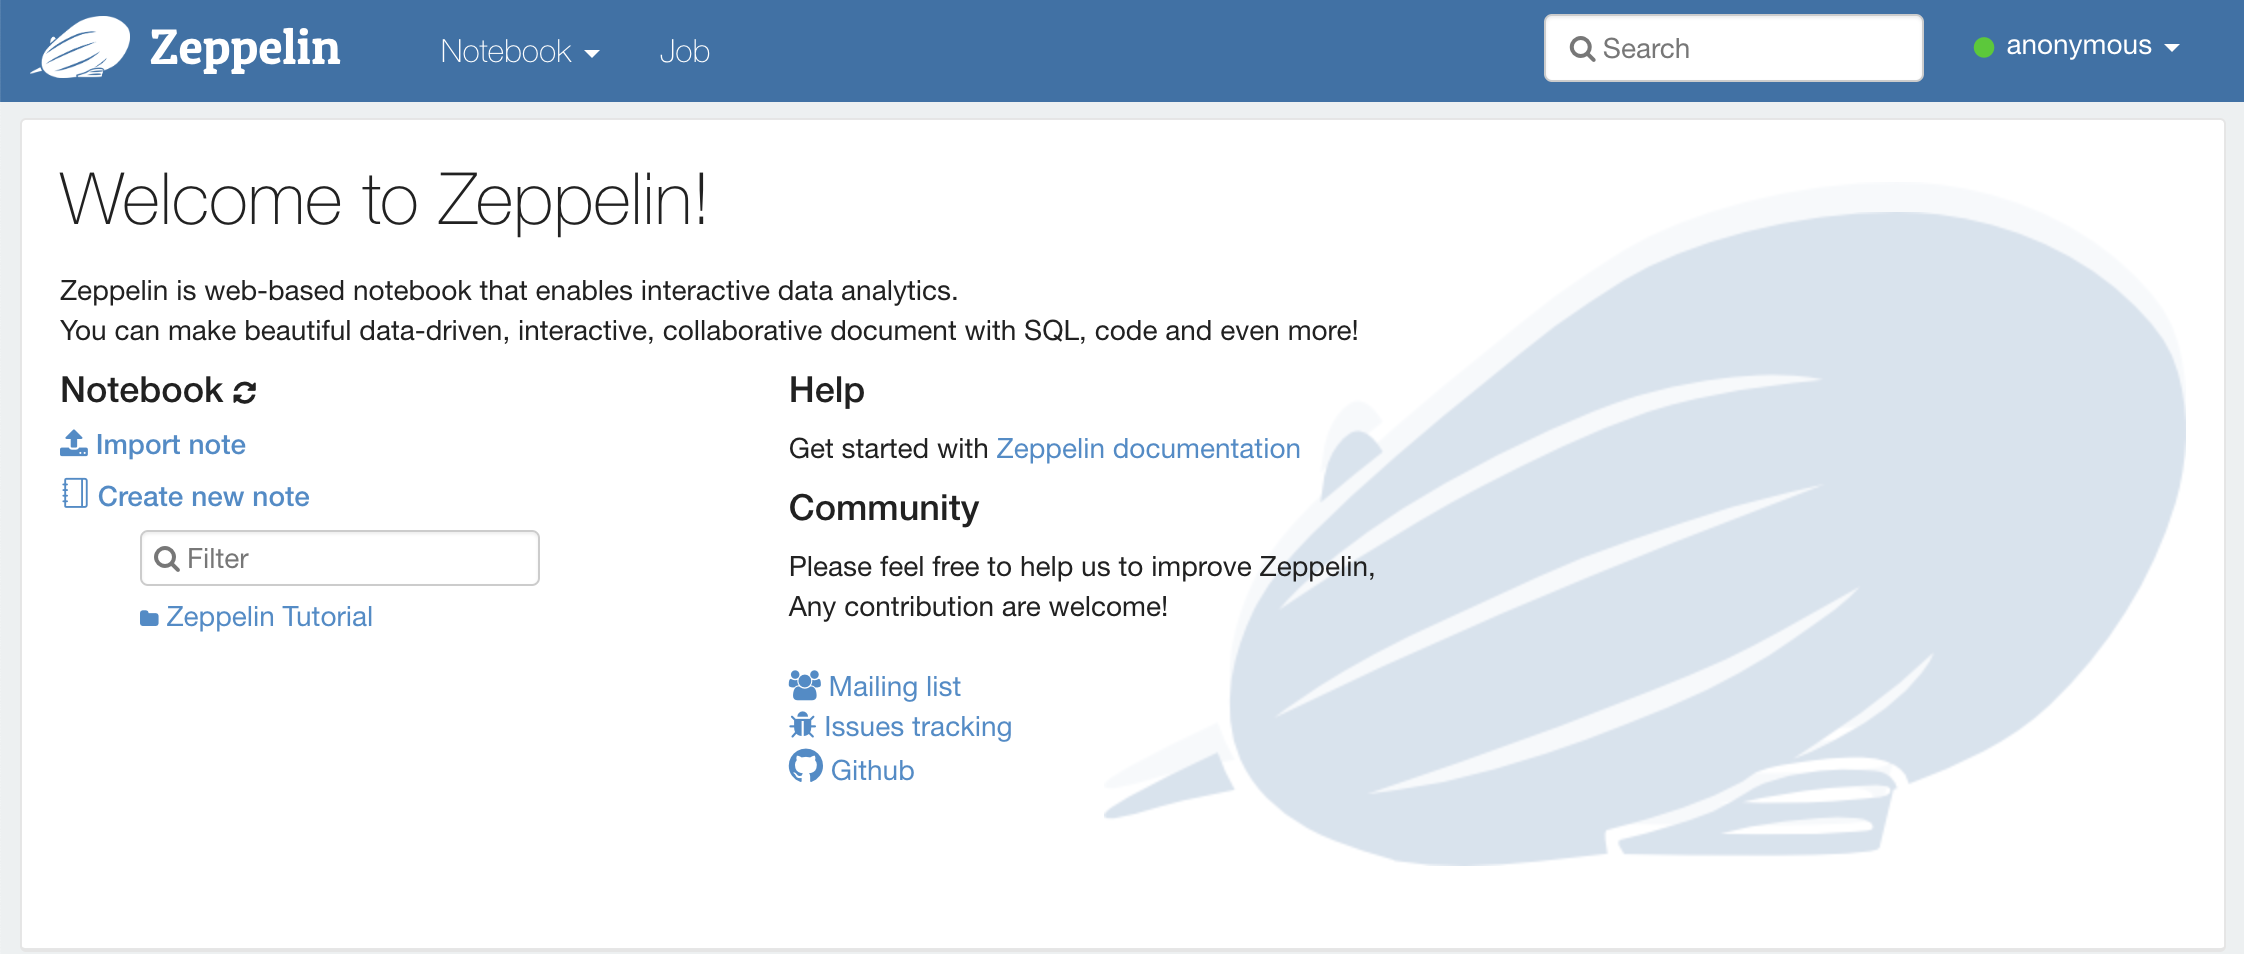 Zeppelin
Notebook
Job
Search
anonymous
Welcome to Zeppelin!
Zeppelin is web-based notebook that enables interactive data analytics.
You can make beautiful data-driven, interactive, collaborative document with SQL, code and even more!
Notebook
Import note
Create new note
Filter
Zeppelin Tutorial
Help
Get started with Zeppelin documentation
Community
Please feel free to help us to improve Zeppelin,
Any contribution are welcome!
Mailing list
Issues tracking
Github